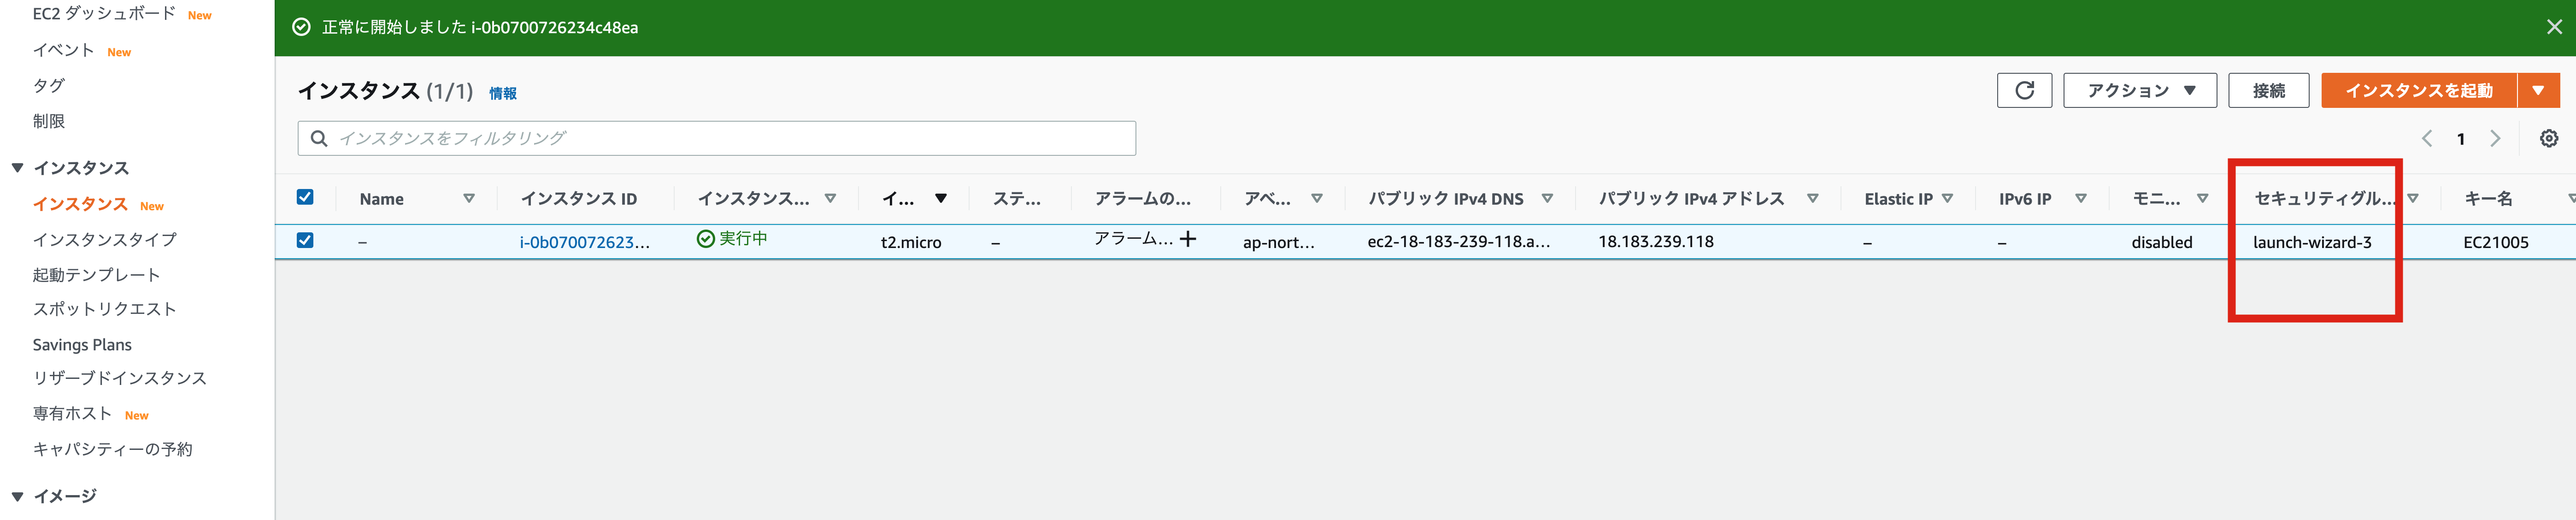 EC2 ダッシュボード New
イベント New
タグ
制限
インスタンス
インスタンス New
インスタンスタイプ
起動テンプレート
スポットリクエスト
Savings Plans
リザーブドインスタンス
専有ホスト New
キャパシティーの予約
イメージ
正常に開始しました i-0b0700726234c48ea
インスタンス (1/1) 情報
アクション
接続
インスタンスを起動
インスタンスをフィルタリング
1
Name インスタンス ID インスタンス... イ... ステ... アラームの... アベ... パブリック IPv4 DNS パブリック IPv4 アドレス Elastic IP IPv6 IP モニ... セキュリティグル... キー名
– i-0b070072623... 実行中 t2.micro – アラーム... + ap-nort... ec2-18-183-239-118.a... 18.183.239.118 – – disabled launch-wizard-3 EC21005